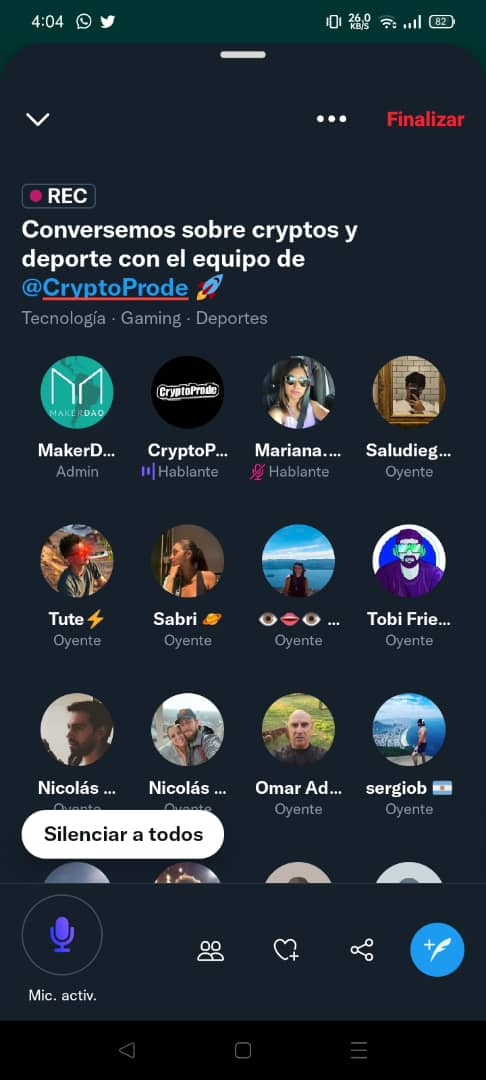 4:04
26.0
KB/S
82
Finalizar
REC
Conversemos sobre cryptos y
deporte con el equipo de
@CryptoProde 🚀
Tecnología · Gaming · Deportes
MAKERDAO
CryptoProde
MakerD... CryptoP... Mariana.... Saludieg...
Admin Hablante Hablante Oyente
Tute⚡ Sabri 🪐 👁️👄👁️ ... Tobi Frie...
Oyente Oyente Oyente Oyente
Nicolás ... Nicolás ... Omar Ad... sergiob 🇦🇷
Oyente Oyente Oyente Oyente
Silenciar a todos
Mic. activ.